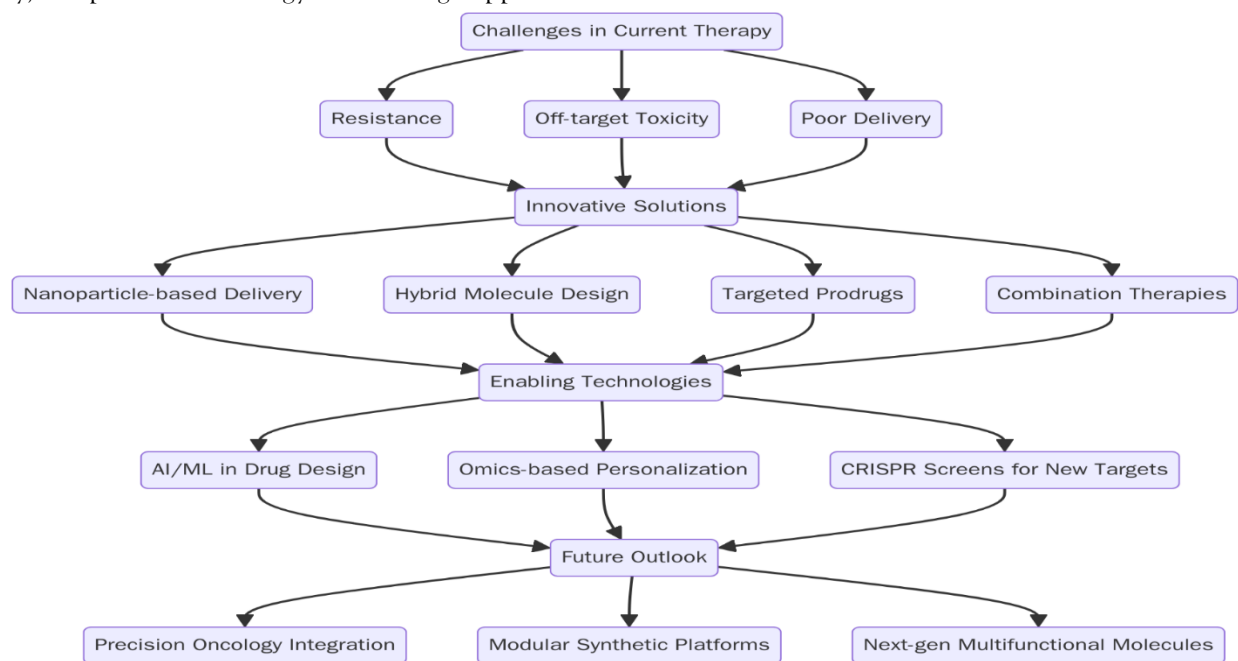 Challenges in Current Therapy
Resistance Off-target Toxicity Poor Delivery
Innovative Solutions
Nanoparticle-based Delivery Hybrid Molecule Design Targeted Prodrugs Combination Therapies
Enabling Technologies
AI/ML in Drug Design Omics-based Personalization CRISPR Screens for New Targets
Future Outlook
Precision Oncology Integration Modular Synthetic Platforms Next-gen Multifunctional Molecules